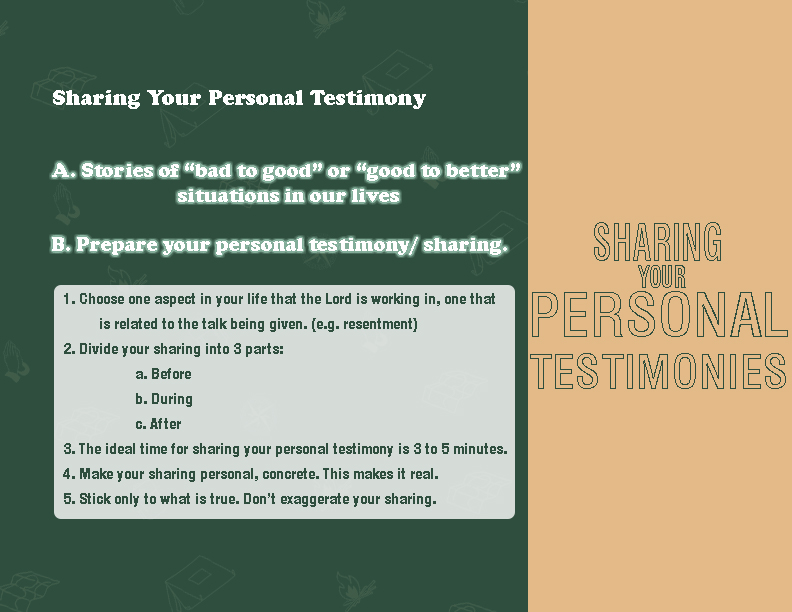 Sharing Your Personal Testimony
A. Stories of “bad to good” or “good to better”
situations in our lives
B. Prepare your personal testimony/ sharing.
1. Choose one aspect in your life that the Lord is working in, one that
is related to the talk being given. (e.g. resentment)
2. Divide your sharing into 3 parts:
a. Before
b. During
c. After
3. The ideal time for sharing your personal testimony is 3 to 5 minutes.
4. Make your sharing personal, concrete. This makes it real.
5. Stick only to what is true. Don’t exaggerate your sharing.
SHARING
YOUR
PERSONAL
TESTIMONIES